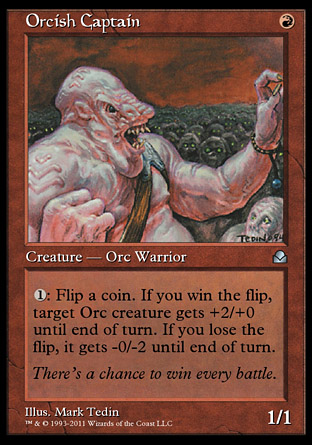 Orcish Captain
TEDIN 94
Creature — Orc Warrior
1: Flip a coin. If you win the flip,
target Orc creature gets +2/+0
until end of turn. If you lose the
flip, it gets -0/-2 until end of turn.
There's a chance to win every battle.
Illus. Mark Tedin
™ & © 1993-2011 Wizards of the Coast LLC
1/1